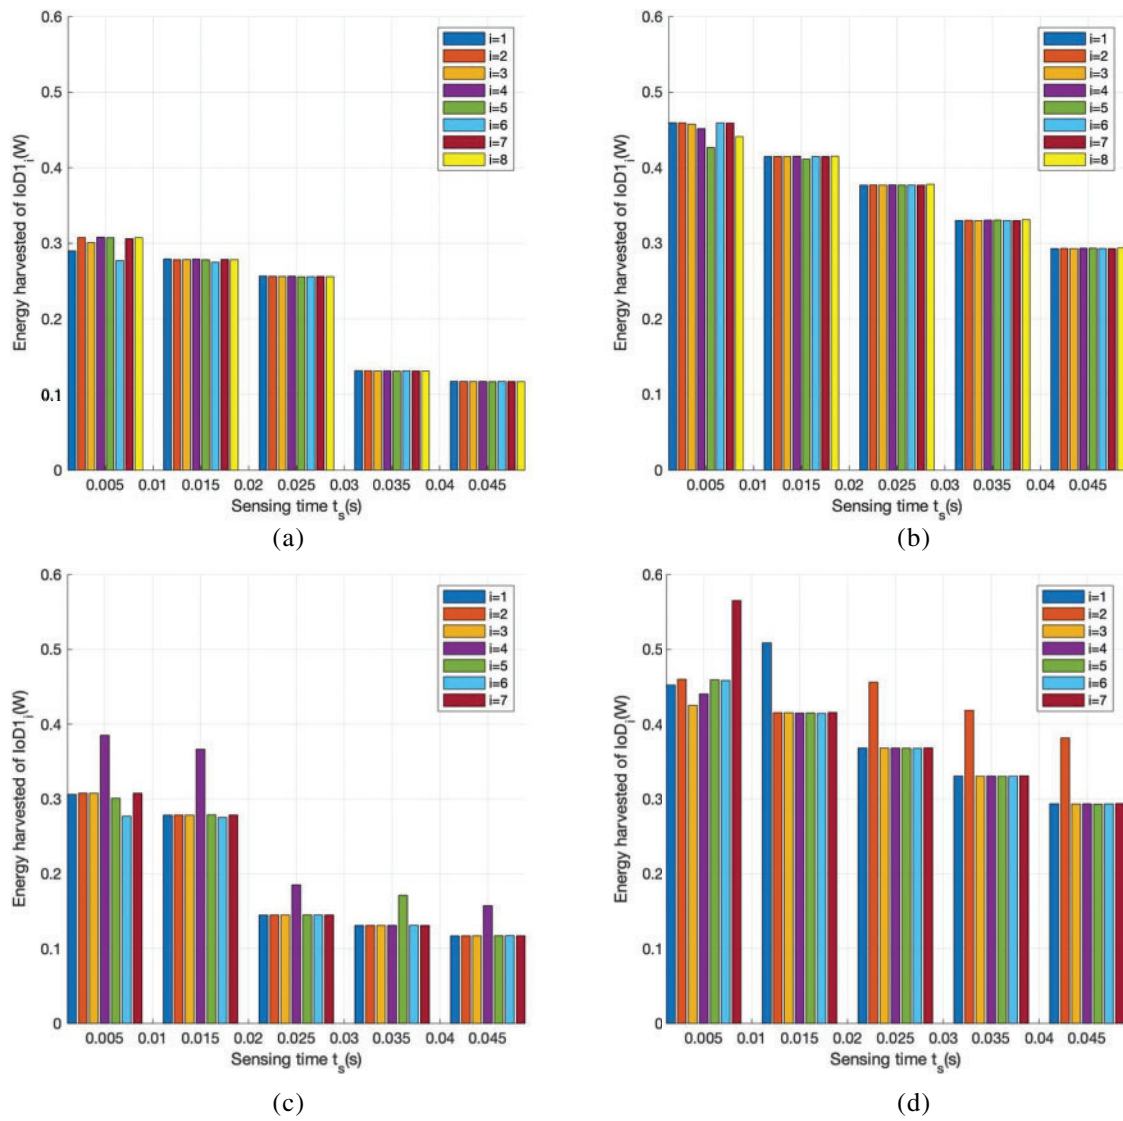 0.6
0.5
0.4
0.3
0.2
0.1
0
Energy harvested of IoD1_i(W)
i=1
i=2
i=3
i=4
i=5
i=6
i=7
i=8
0.005 0.01 0.015 0.02 0.025 0.03 0.035 0.04 0.045
Sensing time t_s(s)
(a)
0.6
0.5
0.4
0.3
0.2
0.1
0
Energy harvested of IoD1_i(W)
i=1
i=2
i=3
i=4
i=5
i=6
i=7
i=8
0.005 0.01 0.015 0.02 0.025 0.03 0.035 0.04 0.045
Sensing time t_s(s)
(b)
0.6
0.5
0.4
0.3
0.2
0.1
0
Energy harvested of IoD1_i(W)
i=1
i=2
i=3
i=4
i=5
i=6
i=7
0.005 0.01 0.015 0.02 0.025 0.03 0.035 0.04 0.045
Sensing time t_s(s)
(c)
0.6
0.5
0.4
0.3
0.2
0.1
0
Energy harvested of IoD_i(W)
i=1
i=2
i=3
i=4
i=5
i=6
i=7
0.005 0.01 0.015 0.02 0.025 0.03 0.035 0.04 0.045
Sensing time t_s(s)
(d)